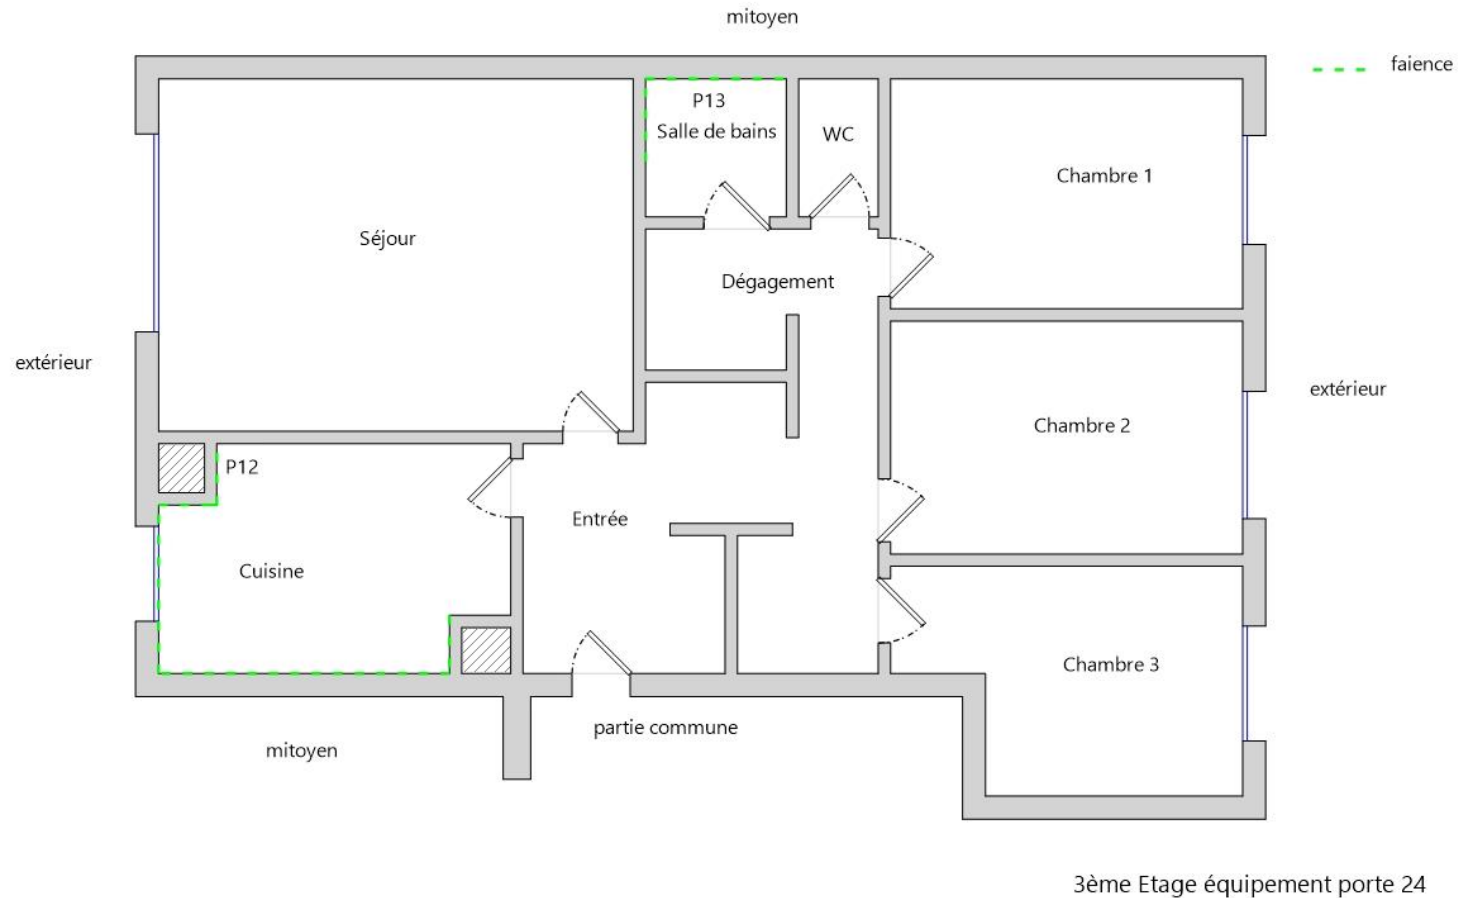 mitoyen
faience
P13
Salle de bains
WC
Chambre 1
Séjour
Dégagement
extérieur
extérieur
Chambre 2
P12
Entrée
Cuisine
Chambre 3
partie commune
mitoyen
3ème Etage équipement porte 24